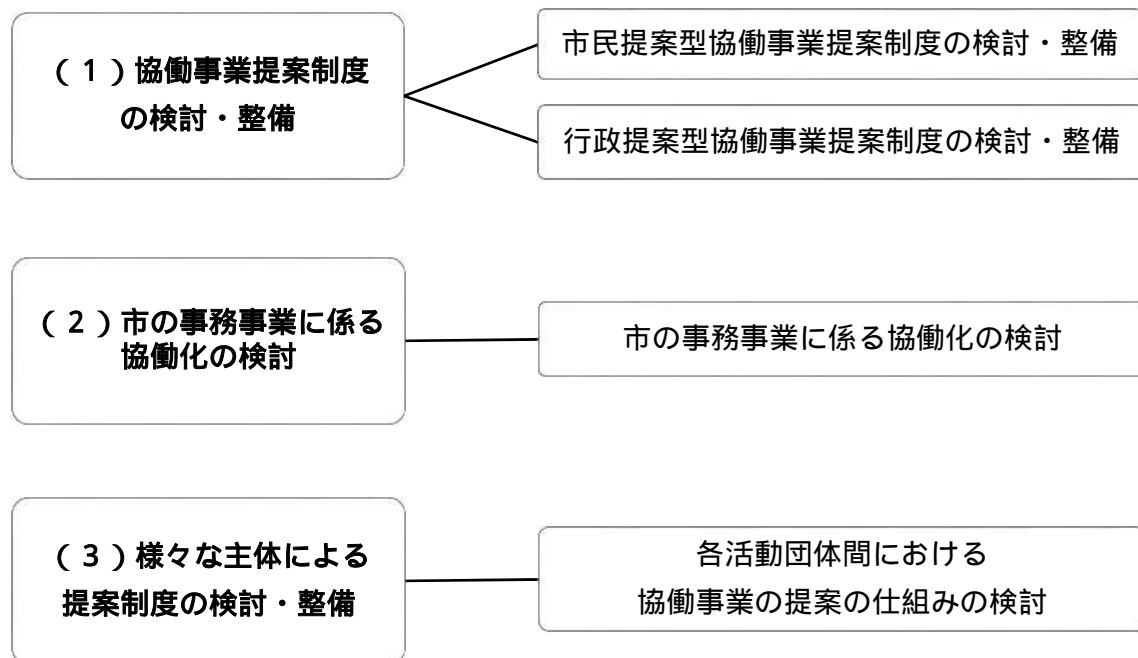 （１）協働事業提案制度
の検討・整備
市民提案型協働事業提案制度の検討・整備
行政提案型協働事業提案制度の検討・整備
（２）市の事務事業に係る
協働化の検討
市の事務事業に係る協働化の検討
（３）様々な主体による
提案制度の検討・整備
各活動団体間における
協働事業の提案の仕組みの検討